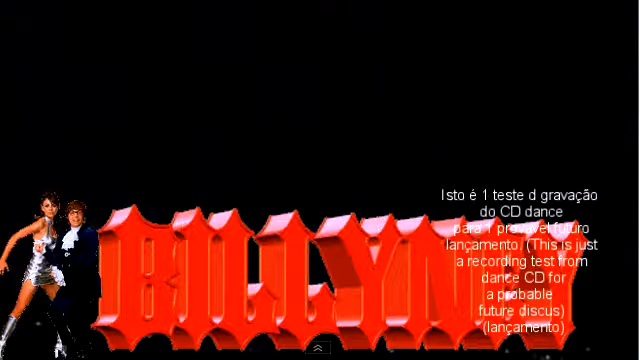 BILLYN
Isto é 1 teste d gravação
do CD dance
para 1 provável futuro
lançamento. (This is just
a recording test from
dance CD for
a probable
future discus)
(lançamento)